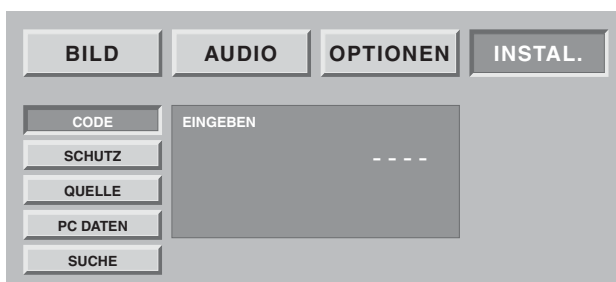 BILD AUDIO OPTIONEN INSTAL.
CODE EINGEBEN
SCHUTZ - - - -
QUELLE
PC DATEN
SUCHE